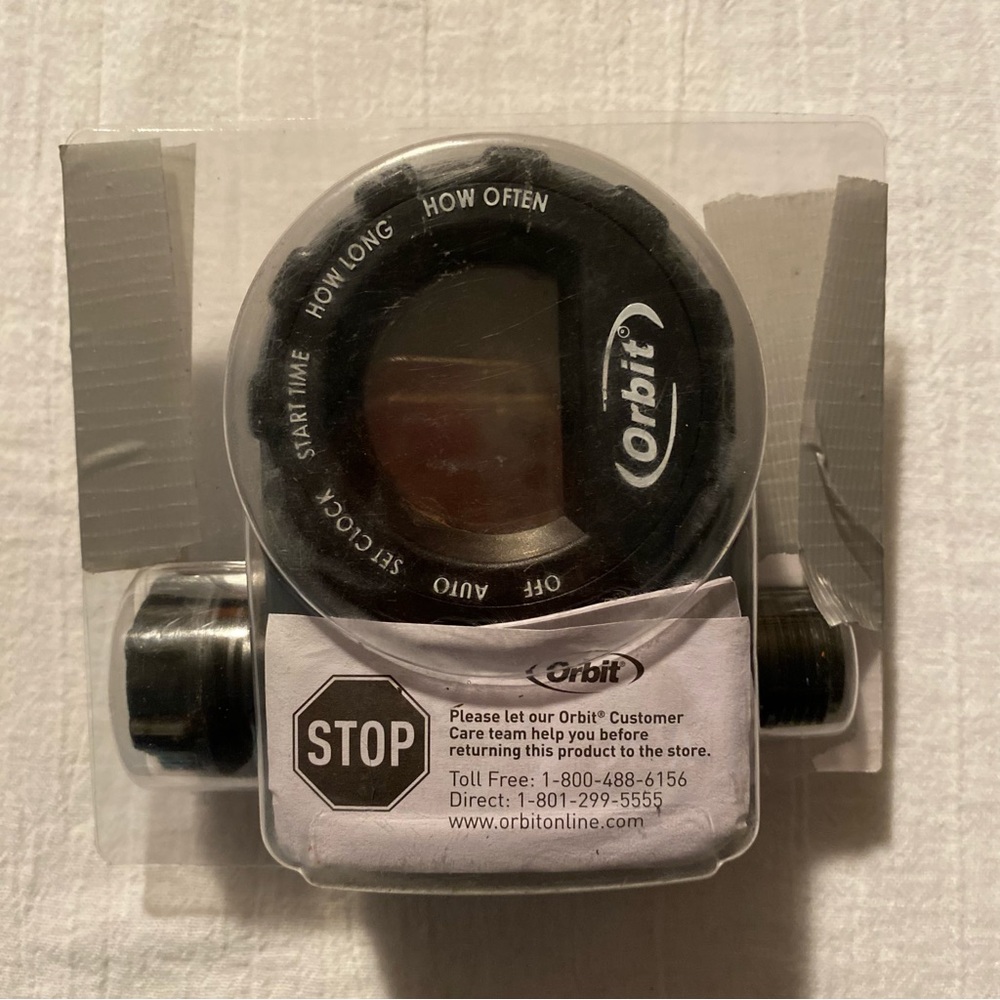 HOW OFTEN
HOW LONG
START TIME
SET CLOCK
AUTO
OFF
Orbit®
Orbit®
STOP
Please let our Orbit® Customer
Care team help you before
returning this product to the store.
Toll Free: 1-800-488-6156
Direct: 1-801-299-5555
www.orbitonline.com